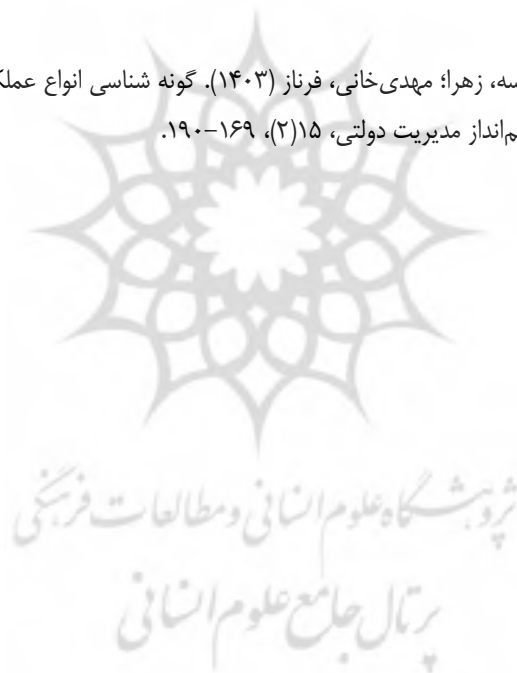 سه، زهرا؛ مهدی‌خانی، فرناز (۱۴۰۳). گونه شناسی انواع عملک
م‌انداز مدیریت دولتی، ۱۵(۲)، ۱۶۹-۱۹۰.
پژوهشگاه علوم انسانی و مطالعات فرهنگی
پرتال جامع علوم انسانی